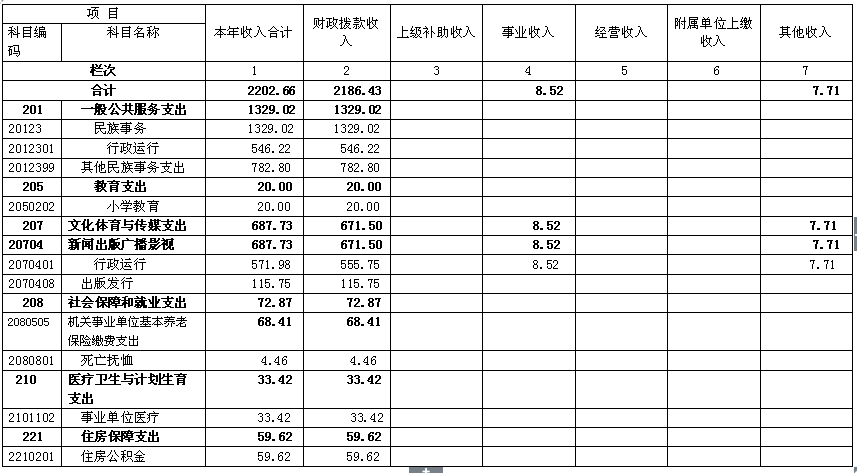 项 目 本年收入合计 财政拨款收入 上级补助收入 事业收入 经营收入 附属单位上缴收入 其他收入
科目编码 科目名称
栏次 1 2 3 4 5 6 7
合计 2202.66 2186.43 8.52 7.71
201 一般公共服务支出 1329.02 1329.02
20123 民族事务 1329.02 1329.02
2012301 行政运行 546.22 546.22
2012399 其他民族事务支出 782.80 782.80
205 教育支出 20.00 20.00
2050202 小学教育 20.00 20.00
207 文化体育与传媒支出 687.73 671.50 8.52 7.71
20704 新闻出版广播影视 687.73 671.50 8.52 7.71
2070401 行政运行 571.98 555.75 8.52 7.71
2070408 出版发行 115.75 115.75
208 社会保障和就业支出 72.87 72.87
2080505 机关事业单位基本养老保险缴费支出 68.41 68.41
2080801 死亡抚恤 4.46 4.46
210 医疗卫生与计划生育支出 33.42 33.42
2101102 事业单位医疗 33.42 33.42
221 住房保障支出 59.62 59.62
2210201 住房公积金 59.62 59.62